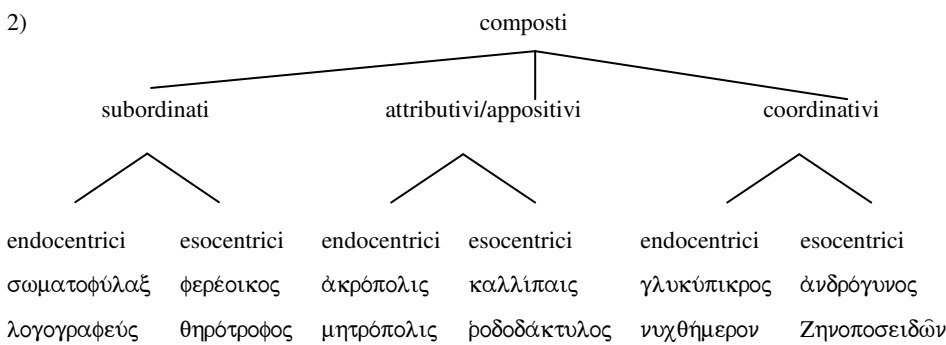 2)
composti
subordinati attributivi/appositivi coordinativi
endocentrici esocentrici endocentrici esocentrici endocentrici esocentrici
σωματοφύλαξ φερέοικος ἀκρόπολις καλλίπαις γλυκύπικρος ἀνδρόγυνος
λογογραφεύς θηρότροφος μητρόπολις ῥοδοδάκτυλος νυχθήμερον Ζηνοποσειδῶν